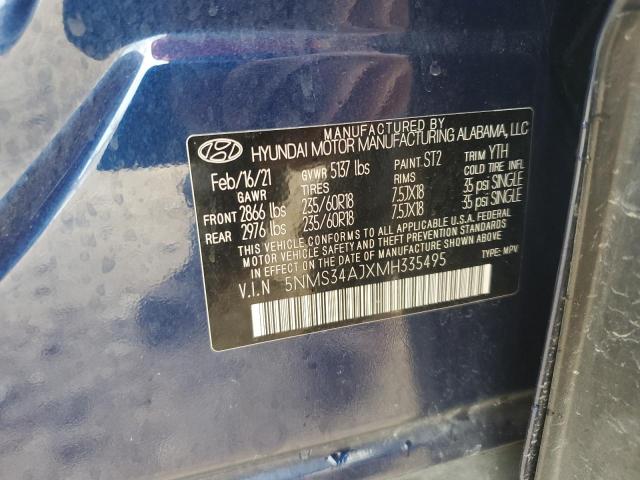 MANUFACTURED BY
HYUNDAI MOTOR MANUFACTURING ALABAMA, LLC
Feb/16/21 GVWR 5137 lbs PAINT: ST2 TRIM YTH
GAWR TIRES RIMS COLD TIRE INFL
FRONT 2866 lbs 235/60R18 7.5JX18 35 psi SINGLE
REAR 2976 lbs 235/60R18 7.5JX18 35 psi SINGLE
THIS VEHICLE CONFORMS TO ALL APPLICABLE U.S.A. FEDERAL
MOTOR VEHICLE SAFETY AND BUMPER STANDARDS IN
EFFECT ON THE DATE OF MANUFACTURE SHOWN ABOVE.
V.I.N 5NMS34AJXMH335495 TYPE: MPV